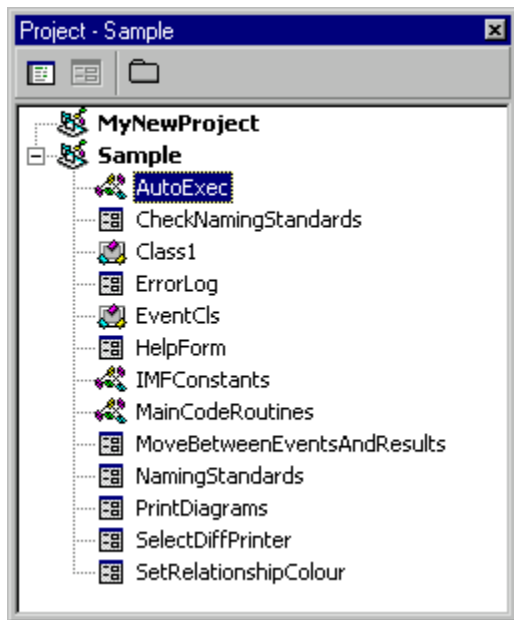 Project - Sample
MyNewProject
Sample
AutoExec
CheckNamingStandards
Class1
ErrorLog
EventCls
HelpForm
IMFConstants
MainCodeRoutines
MoveBetweenEventsAndResults
NamingStandards
PrintDiagrams
SelectDiffPrinter
SetRelationshipColour